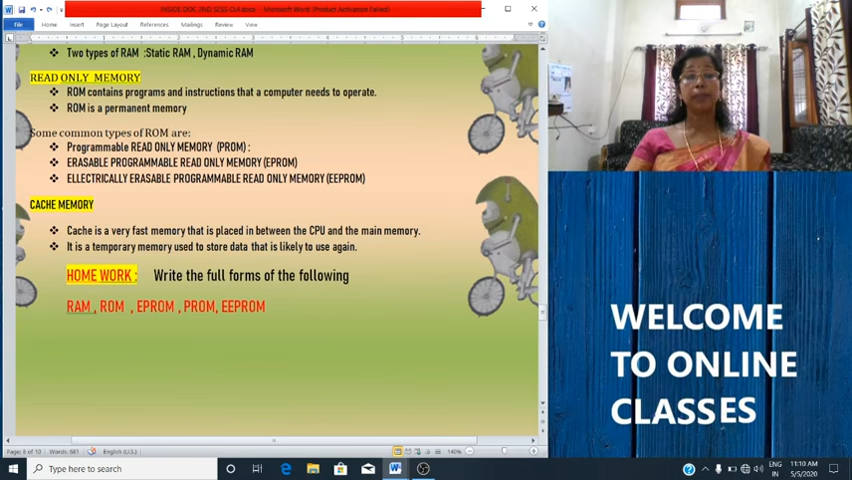 INSIDE DOC 2ND SESS CLA.docx - Microsoft Word (Product Activation Failed)
File Home Insert Page Layout References Mailings Review View
❖ Two types of RAM :Static RAM , Dynamic RAM
READ ONLY MEMORY
❖ ROM contains programs and instructions that a computer needs to operate.
❖ ROM is a permanent memory
Some common types of ROM are:
❖ Programmable READ ONLY MEMORY (PROM) :
❖ ERASABLE PROGRAMMABLE READ ONLY MEMORY (EPROM)
❖ ELLECTRICALLY ERASABLE PROGRAMMABLE READ ONLY MEMORY (EEPROM)
CACHE MEMORY
❖ Cache is a very fast memory that is placed in between the CPU and the main memory.
❖ It is a temporary memory used to store data that is likely to use again.
HOME WORK : Write the full forms of the following
RAM , ROM , EPROM , PROM, EEPROM
WELCOME
TO ONLINE
CLASSES
Page: 8 of 10 Words: 681 English (U.S.) 140%
Type here to search
ENG 11:10 AM
IN 5/5/2020